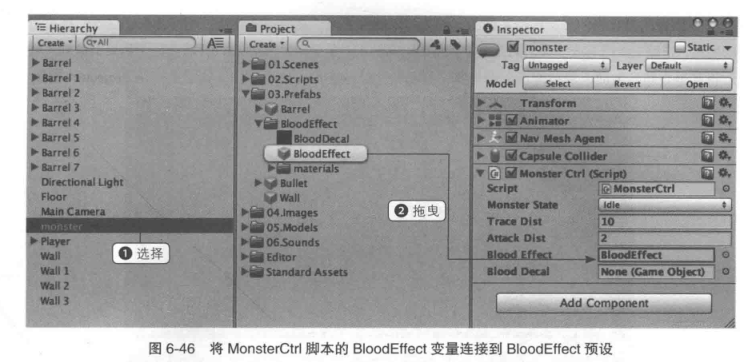 Hierarchy
Create
All
Barrel
Barrel 1
Barrel 2
Barrel 3
Barrel 4
Barrel 5
Barrel 6
Barrel 7
Directional Light
Floor
Main Camera
monster
Player
Wall
Wall 1
Wall 2
Wall 3
❶ 选择
Project
Create
01.Scenes
02.Scripts
03.Prefabs
Barrel
BloodEffect
BloodDecal
BloodEffect
materials
Bullet
Wall
04.Images
05.Models
06.Sounds
Editor
Standard Assets
❷ 拖曳
Inspector
monster Static
Tag Untagged Layer Default
Model Select Revert Open
Transform
Animator
Nav Mesh Agent
Capsule Collider
Monster Ctrl (Script)
Script MonsterCtrl
Monster State Idle
Trace Dist 10
Attack Dist 2
Blood Effect BloodEffect
Blood Decal None (Game Object)
Add Component
图 6-46 将 MonsterCtrl 脚本的 BloodEffect 变量连接到 BloodEffect 预设